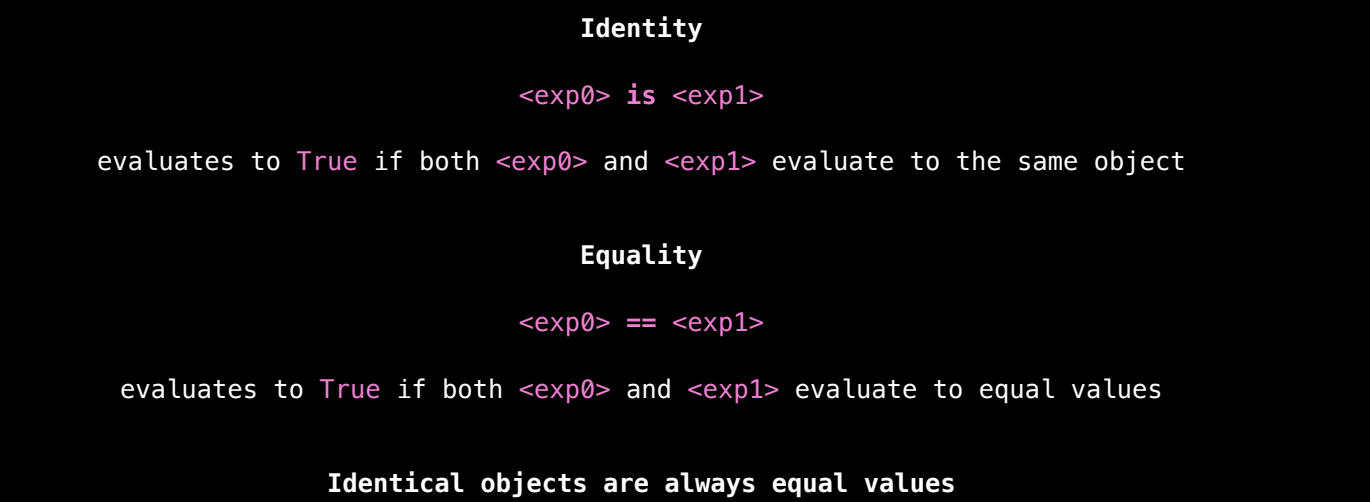 Identity
<exp0> is <exp1>
evaluates to True if both <exp0> and <exp1> evaluate to the same object
Equality
<exp0> == <exp1>
evaluates to True if both <exp0> and <exp1> evaluate to equal values
Identical objects are always equal values